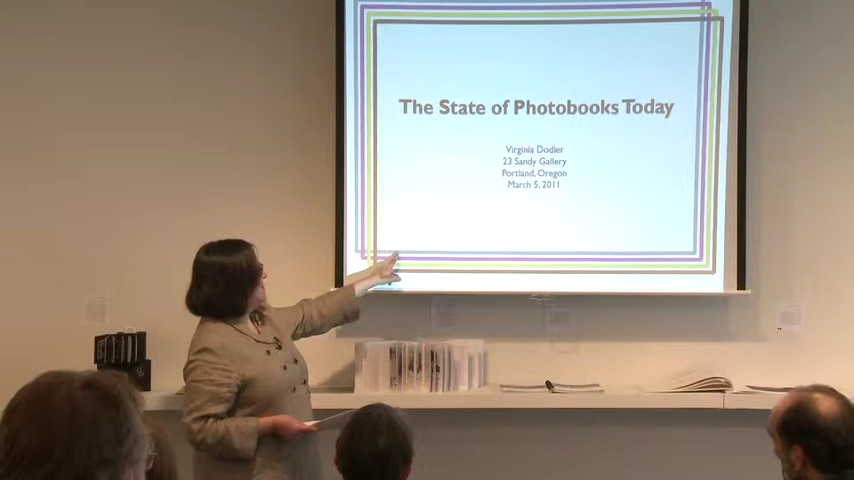 The State of Photobooks Today
Virginia Dodier
23 Sandy Gallery
Portland, Oregon
March 5, 2011